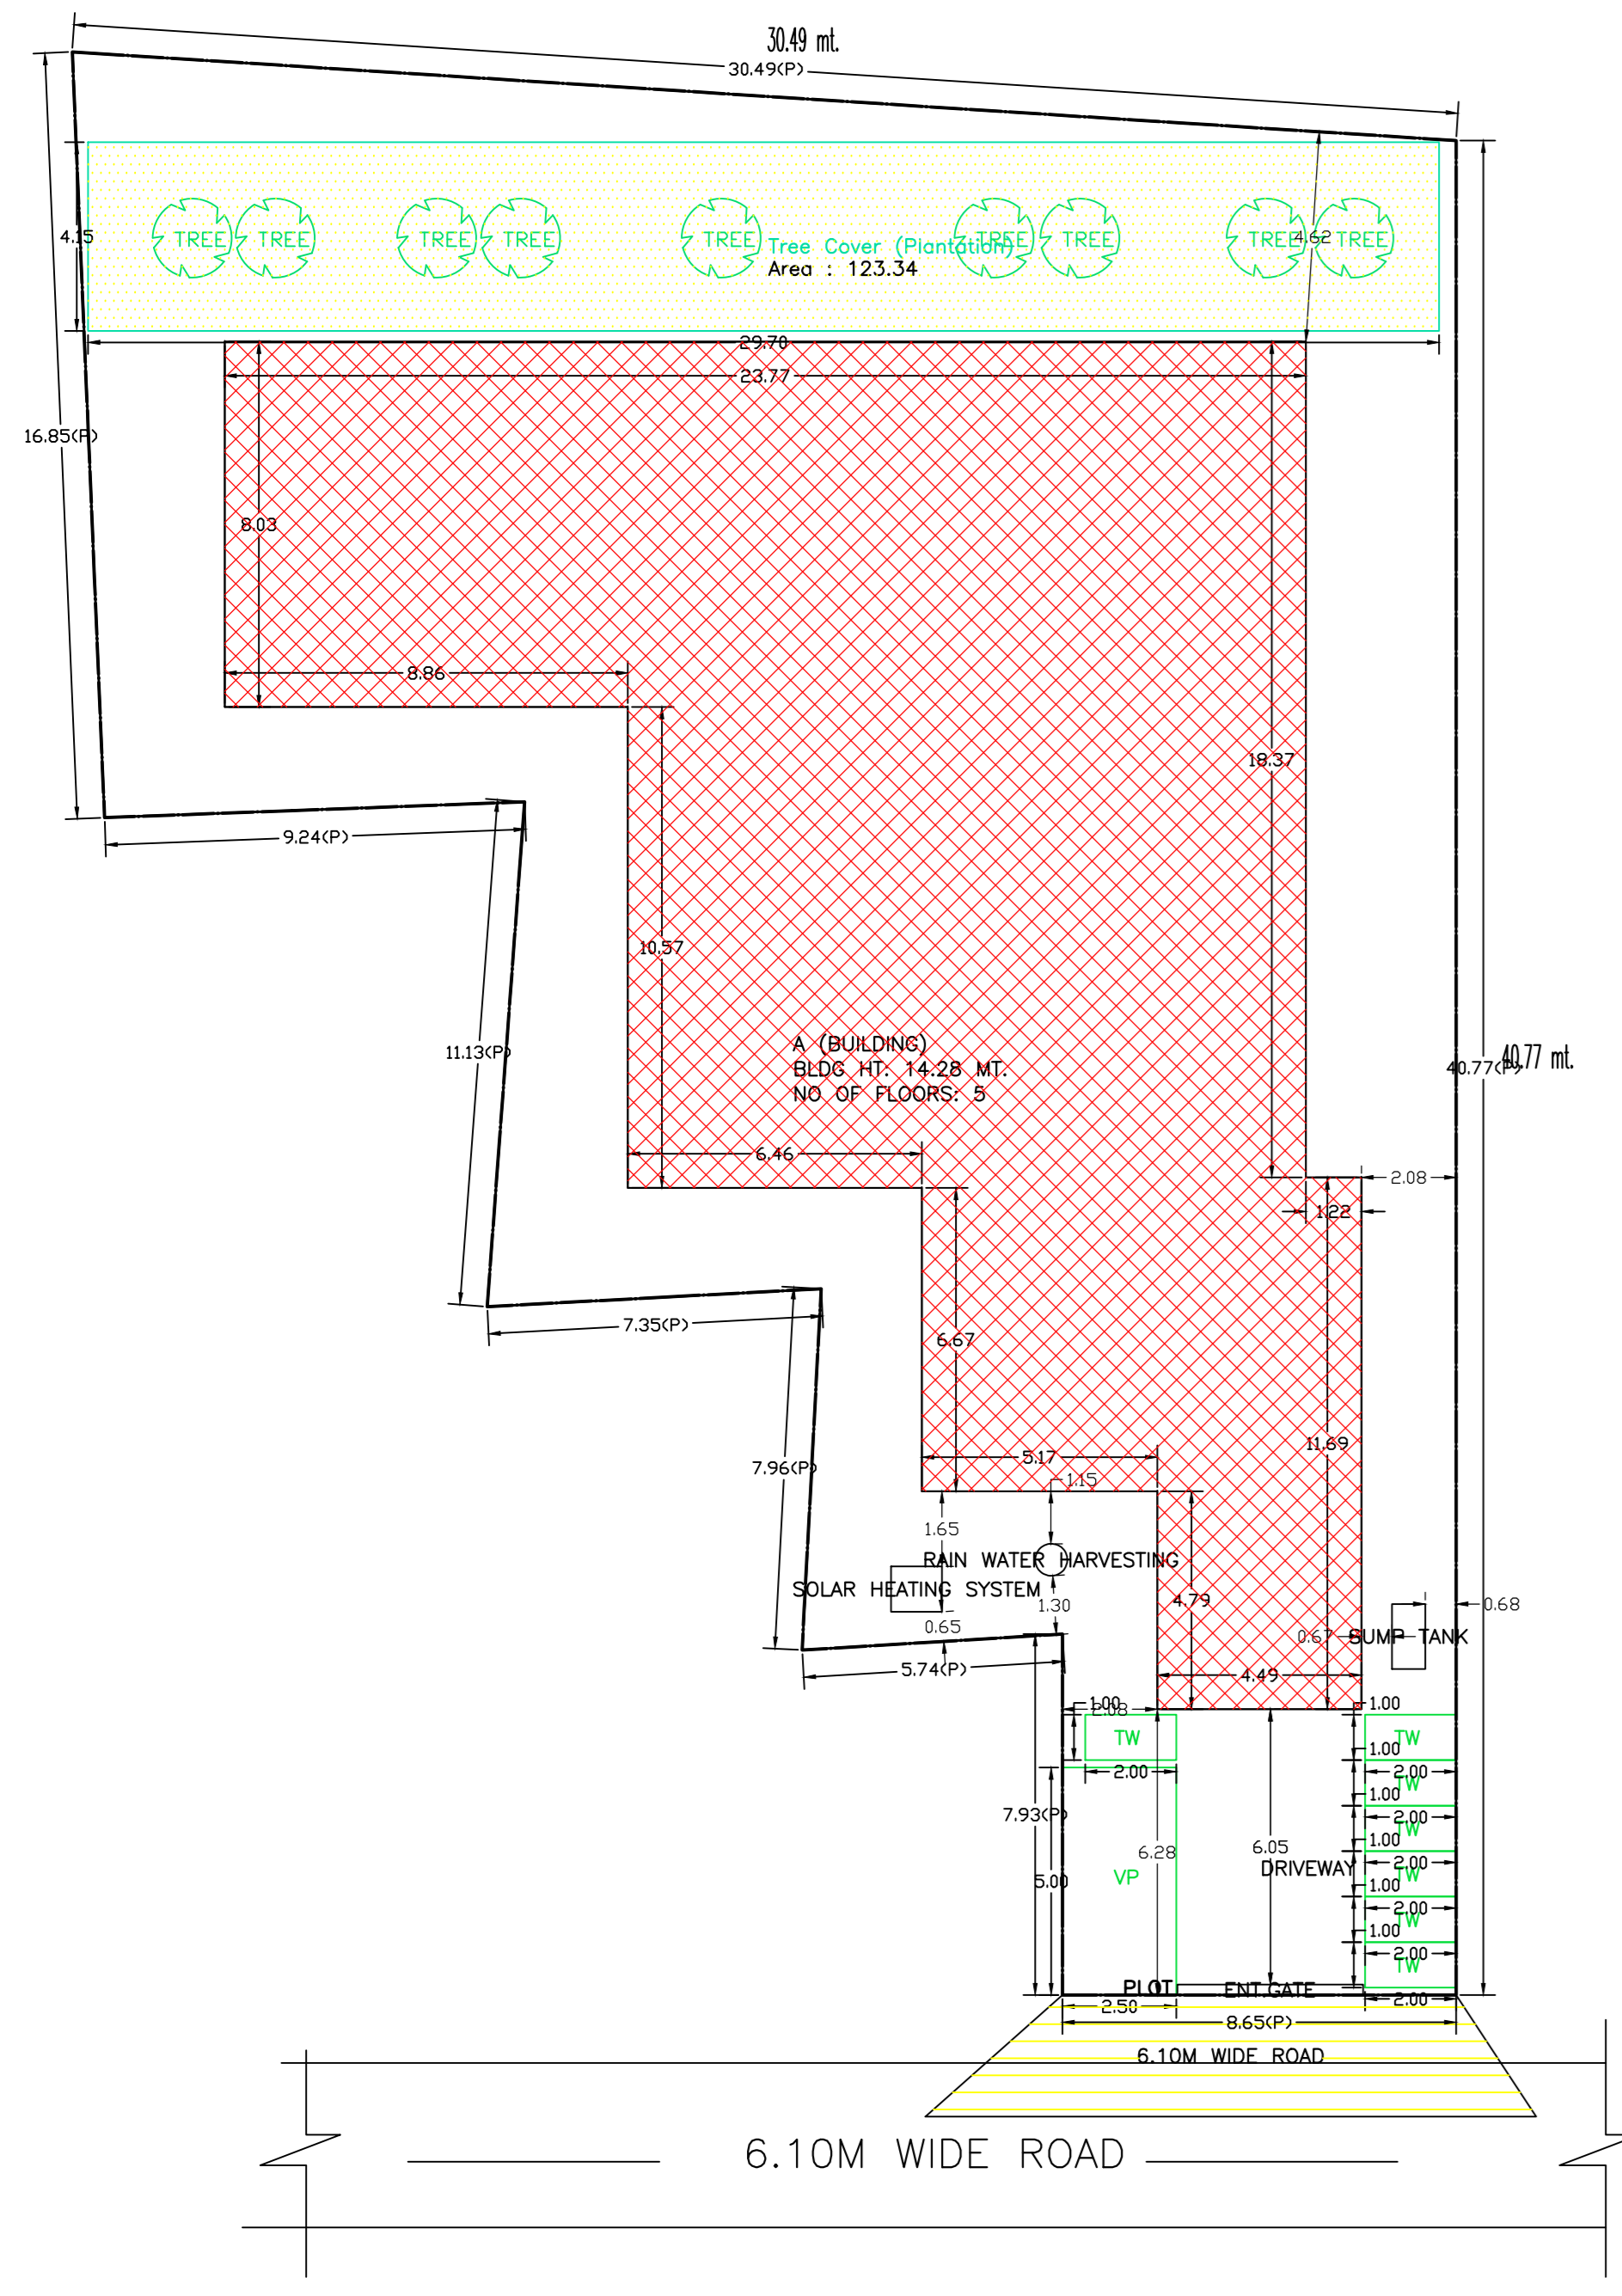 30.49 mt.
30.49(P)
TREE TREE TREE TREE TREE TREE TREE TREE TREE
4.15
4.62
Tree Cover (Plantation)
Area : 123.34
29.70
23.77
16.85(P)
8.03
8.86
18.37
9.24(P)
10.57
11.13(P)
A (BUILDING)
BLDG HT: 14.28 MT.
NO OF FLOORS: 5
40.77 mt.
40.77(P)
6.46
2.08
1.22
7.35(P)
6.67
11.69
5.17
7.96(P)
1.15
1.65
RAIN WATER HARVESTING
SOLAR HEATING SYSTEM
4.79
1.30
0.68
0.65
0.67
SUMP TANK
5.74(P)
4.49
1.00
2.08
1.00
TW
TW
1.00
2.00
2.00
TW
1.00
7.93(P)
2.00
TW
1.00
6.28
6.05
2.00
DRIVEWAY
TW
5.00
VP
1.00
2.00
TW
1.00
2.00
TW
PLOT
ENT.GATE
2.00
2.50
8.65(P)
6.10M WIDE ROAD
6.10M WIDE ROAD